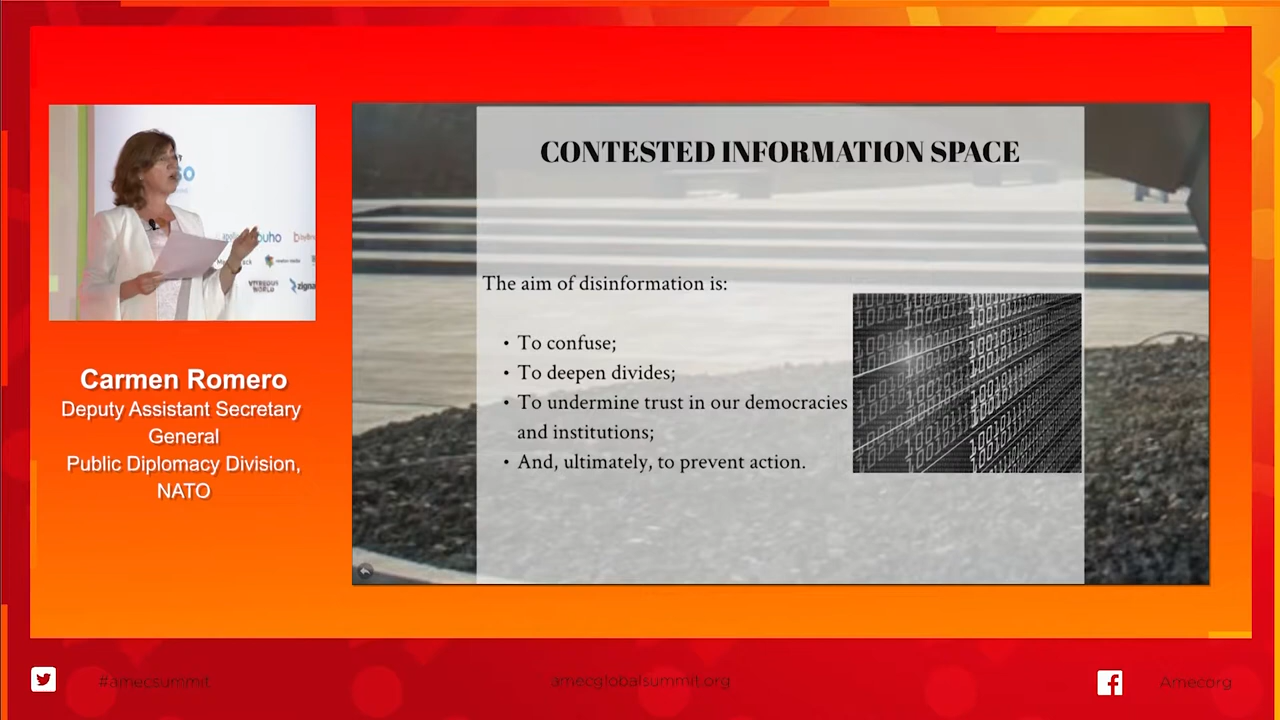 Carmen Romero
Deputy Assistant Secretary
General
Public Diplomacy Division,
NATO
CONTESTED INFORMATION SPACE
The aim of disinformation is:
• To confuse;
• To deepen divides;
• To undermine trust in our democracies
and institutions;
• And, ultimately, to prevent action.
#amecsummit
amecglobalsummit.org
Amecorg